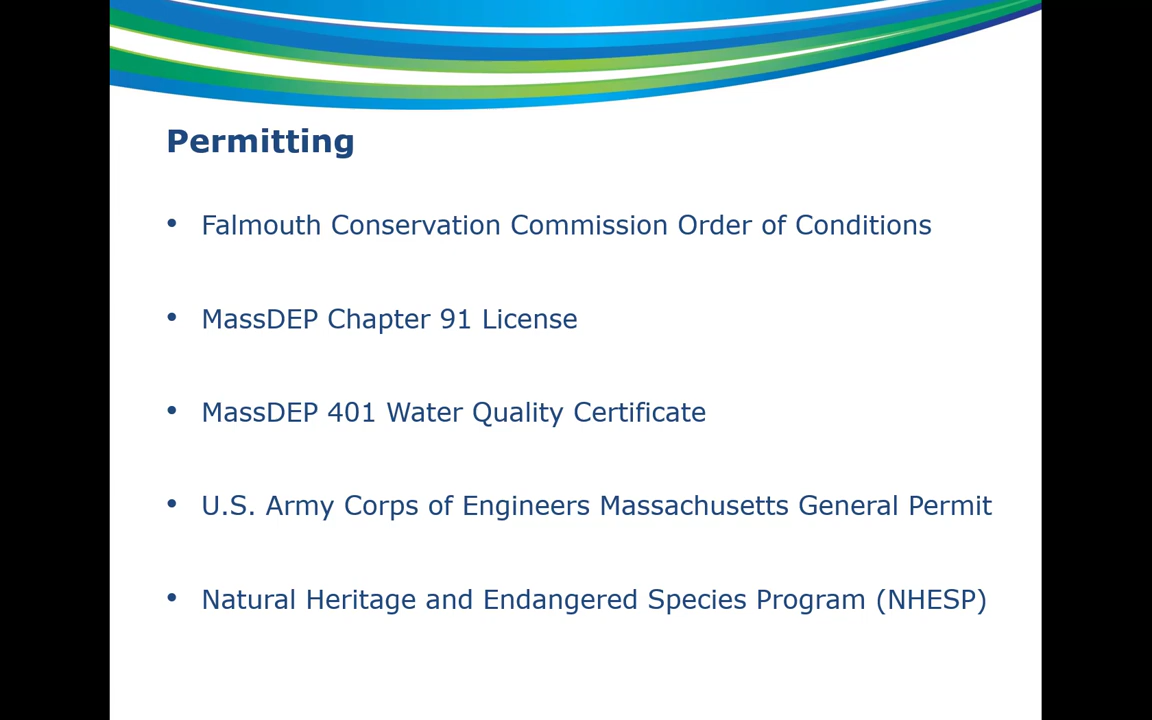 Permitting
• Falmouth Conservation Commission Order of Conditions
• MassDEP Chapter 91 License
• MassDEP 401 Water Quality Certificate
• U.S. Army Corps of Engineers Massachusetts General Permit
• Natural Heritage and Endangered Species Program (NHESP)